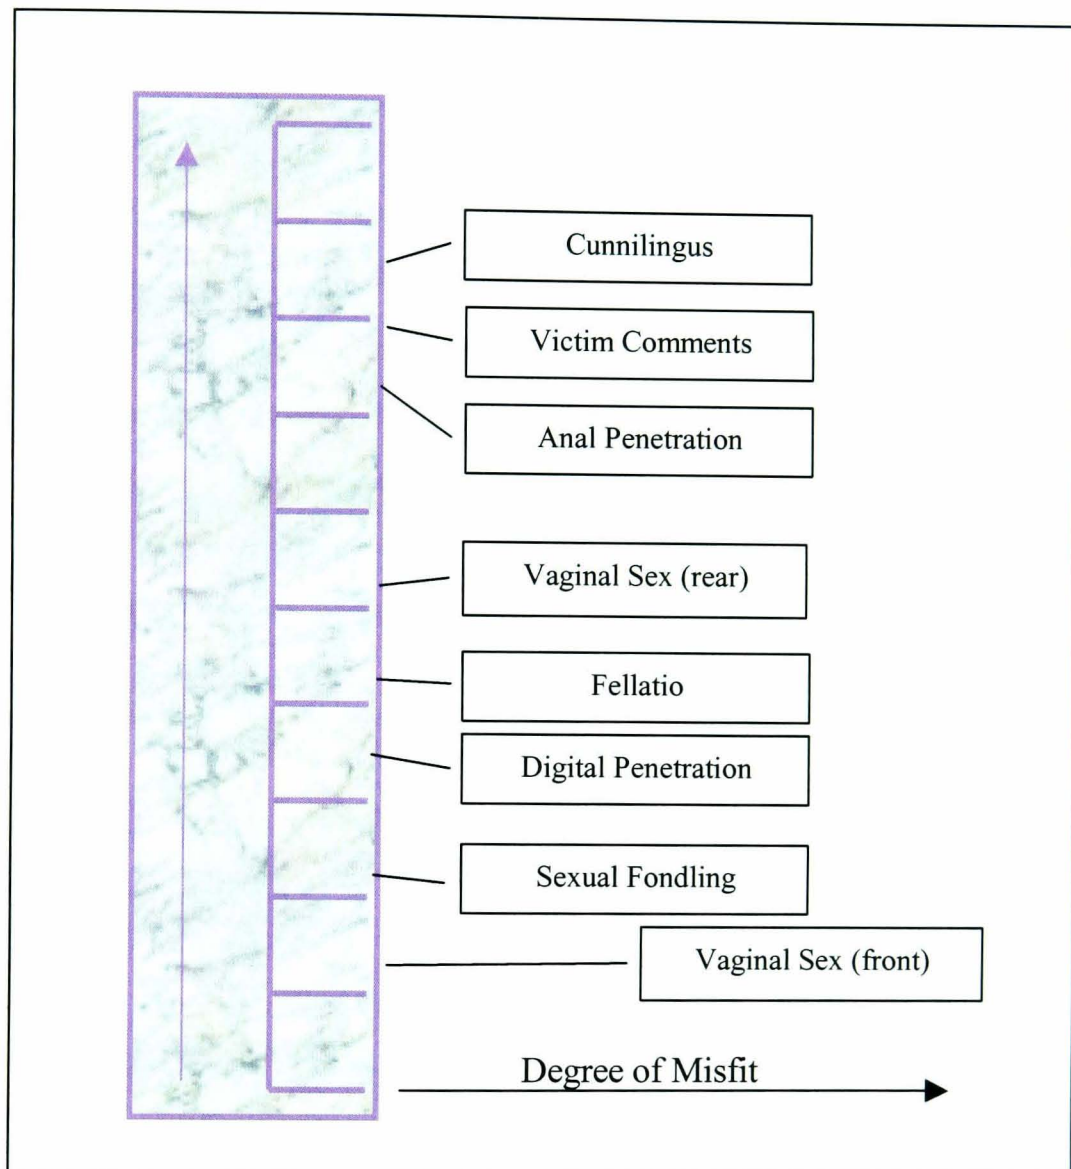 Cunnilingus
Victim Comments
Anal Penetration
Vaginal Sex (rear)
Fellatio
Digital Penetration
Sexual Fondling
Vaginal Sex (front)
Degree of Misfit